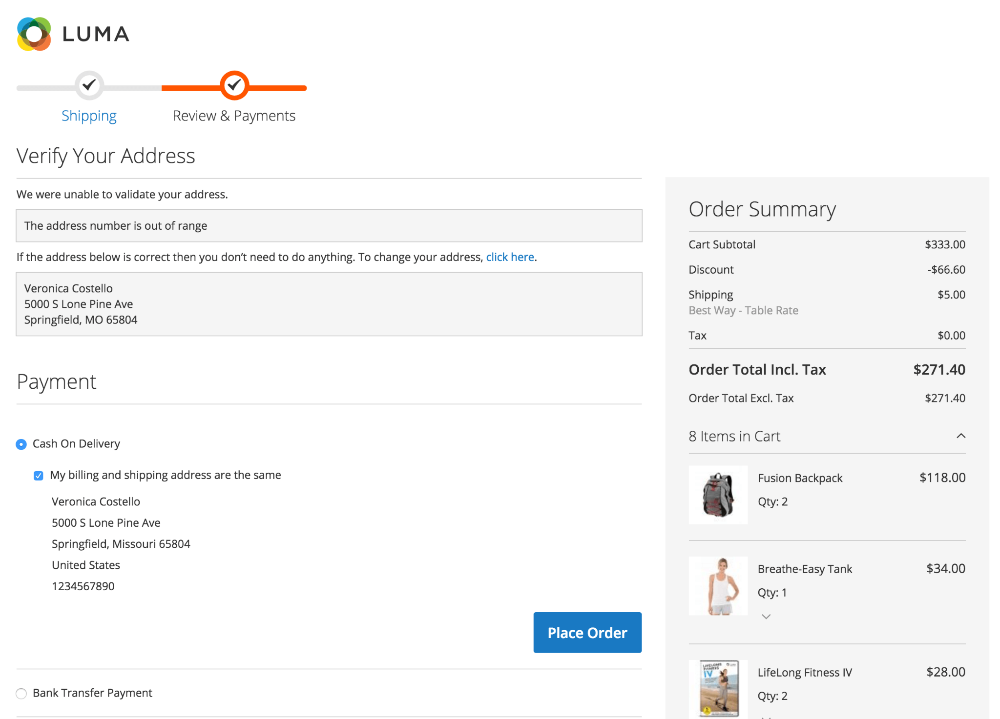 LUMA
Shipping
Review & Payments
Verify Your Address
We were unable to validate your address.
The address number is out of range
If the address below is correct then you don’t need to do anything. To change your address, click here.
Veronica Costello
5000 S Lone Pine Ave
Springfield, MO 65804
Payment
Cash On Delivery
My billing and shipping address are the same
Veronica Costello
5000 S Lone Pine Ave
Springfield, Missouri 65804
United States
1234567890
Place Order
Bank Transfer Payment
Order Summary
Cart Subtotal $333.00
Discount -$66.60
Shipping $5.00
Best Way - Table Rate
Tax $0.00
Order Total Incl. Tax $271.40
Order Total Excl. Tax $271.40
8 Items in Cart
Fusion Backpack $118.00
Qty: 2
Breathe-Easy Tank $34.00
Qty: 1
LIFELONG
FITNESS
IV
LifeLong Fitness IV $28.00
Qty: 2